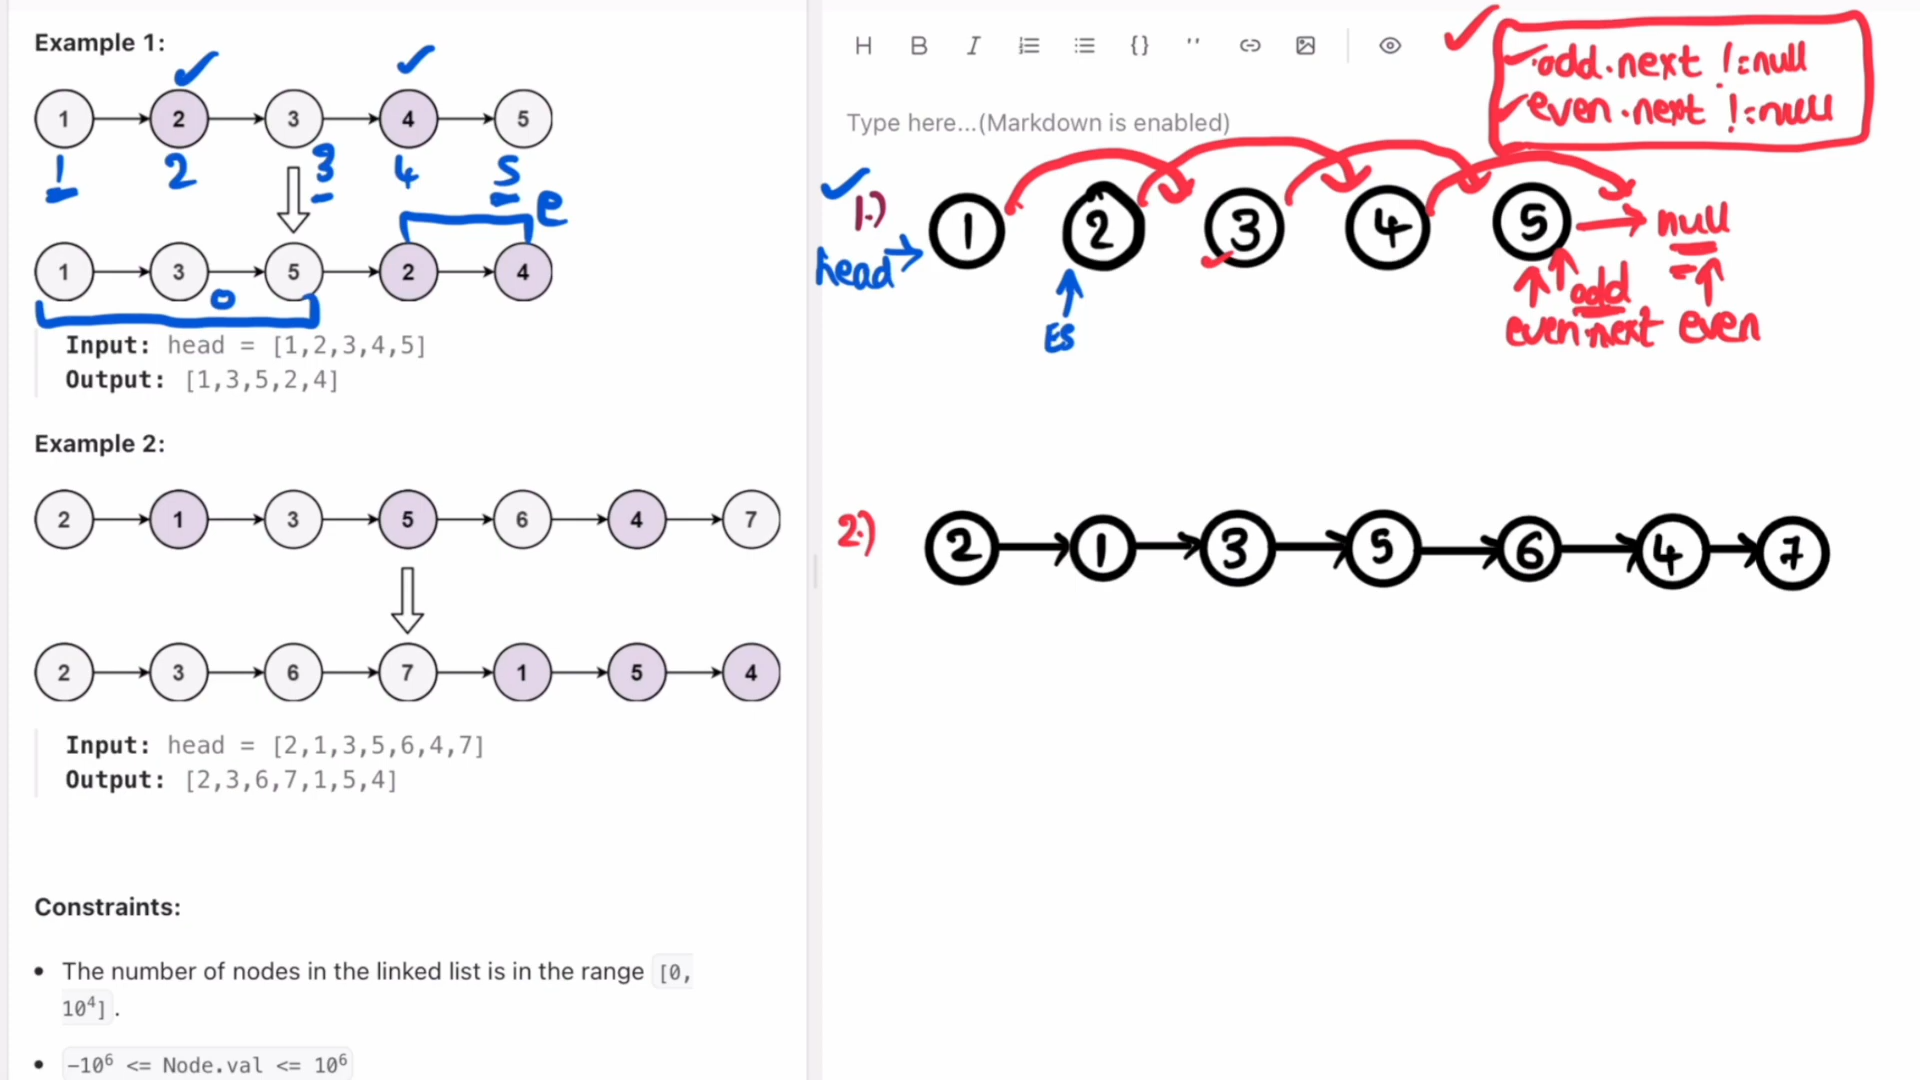 Example 1:
1 2 3 4 5
1 2 3 4 5
e
1 3 5 2 4
o
Input: head = [1,2,3,4,5]
Output: [1,3,5,2,4]
Example 2:
2 1 3 5 6 4 7
2 3 6 7 1 5 4
Input: head = [2,1,3,5,6,4,7]
Output: [2,3,6,7,1,5,4]
Constraints:
• The number of nodes in the linked list is in the range [0,
10⁴].
• −10⁶ <= Node.val <= 10⁶
H B I {} ''
Type here...(Markdown is enabled)
odd.next !=null
even.next !=null
1.)
head
1 2 3 4 5 null
ES
odd
even.next even
2.)
2 1 3 5 6 4 7